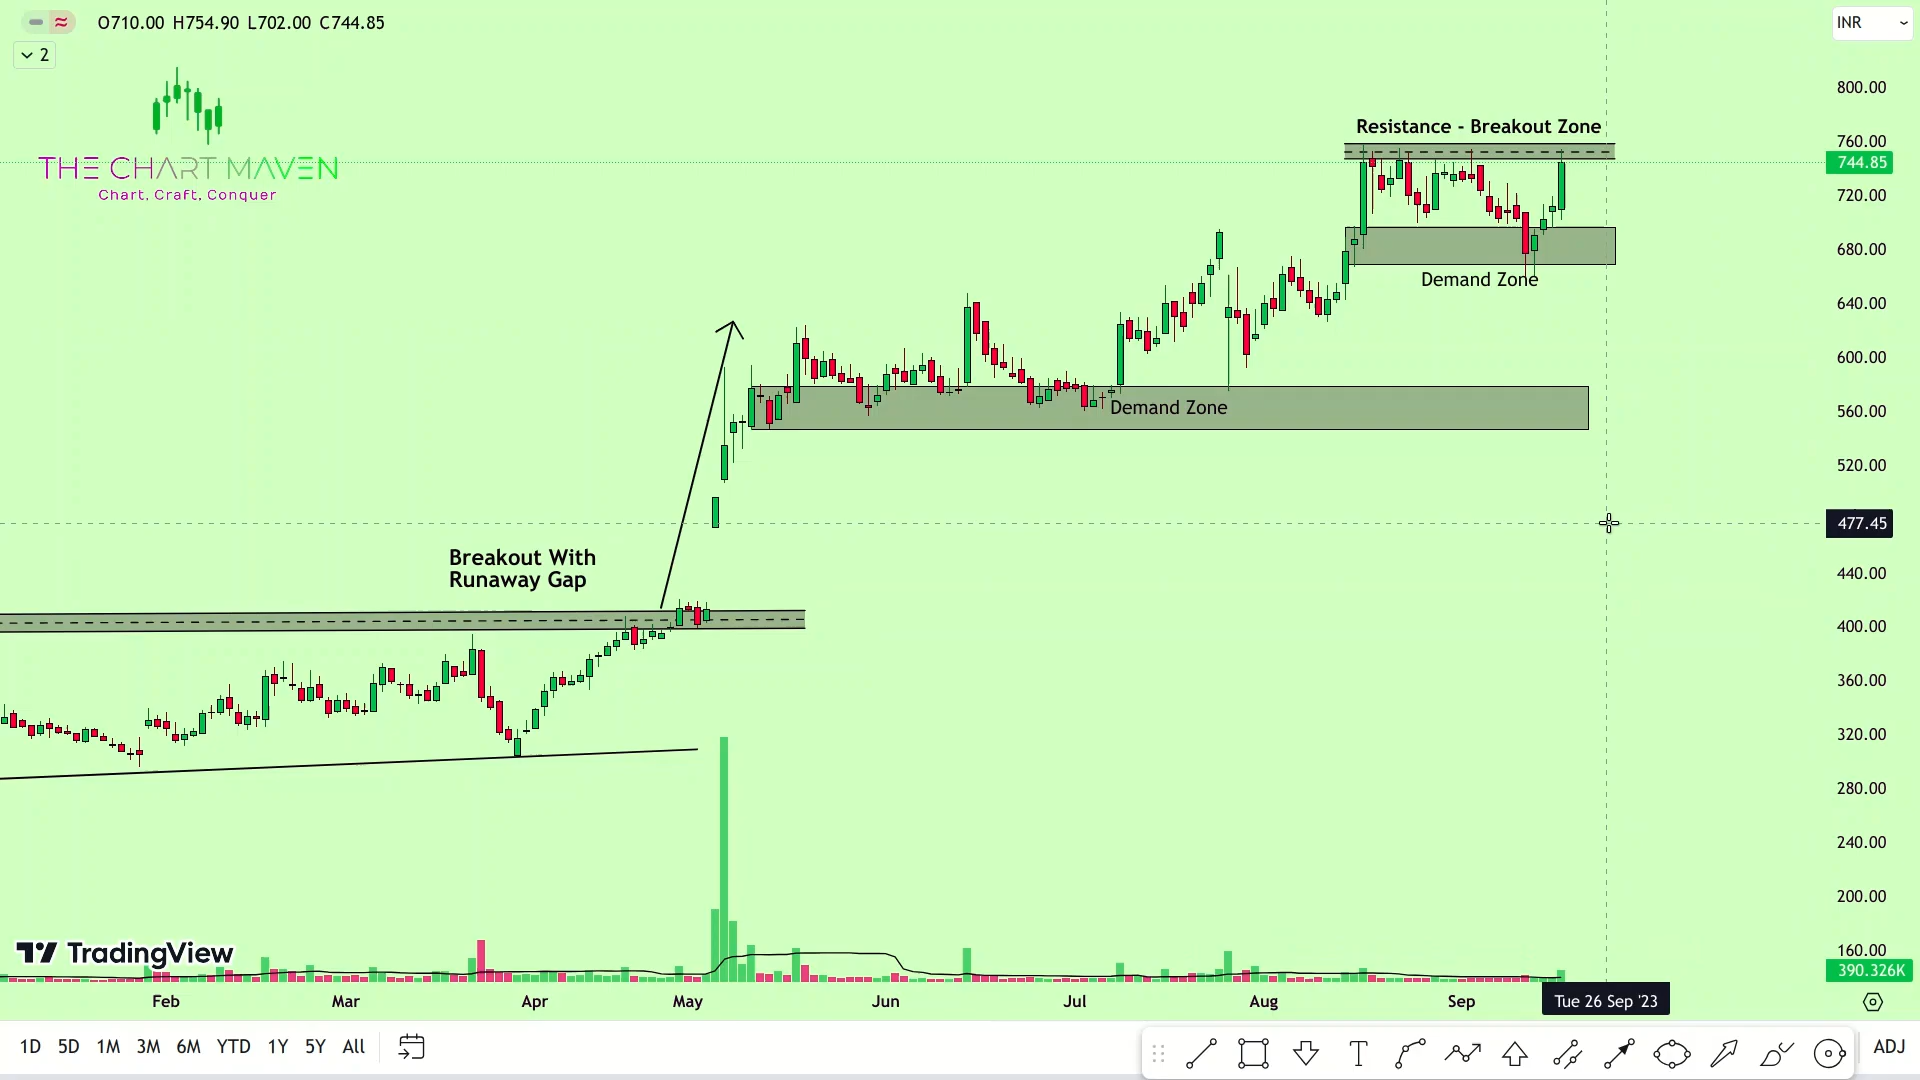 O710.00 H754.90 L702.00 C744.85
INR
2
THE CHART MAVEN
Chart, Craft, Conquer
Resistance - Breakout Zone
Demand Zone
Demand Zone
Breakout With
Runaway Gap
800.00
760.00
744.85
720.00
680.00
640.00
600.00
560.00
520.00
477.45
440.00
400.00
360.00
320.00
280.00
240.00
200.00
160.00
390.326K
TradingView
Feb Mar Apr May Jun Jul Aug Sep Tue 26 Sep '23
1D 5D 1M 3M 6M YTD 1Y 5Y All
T
ADJ